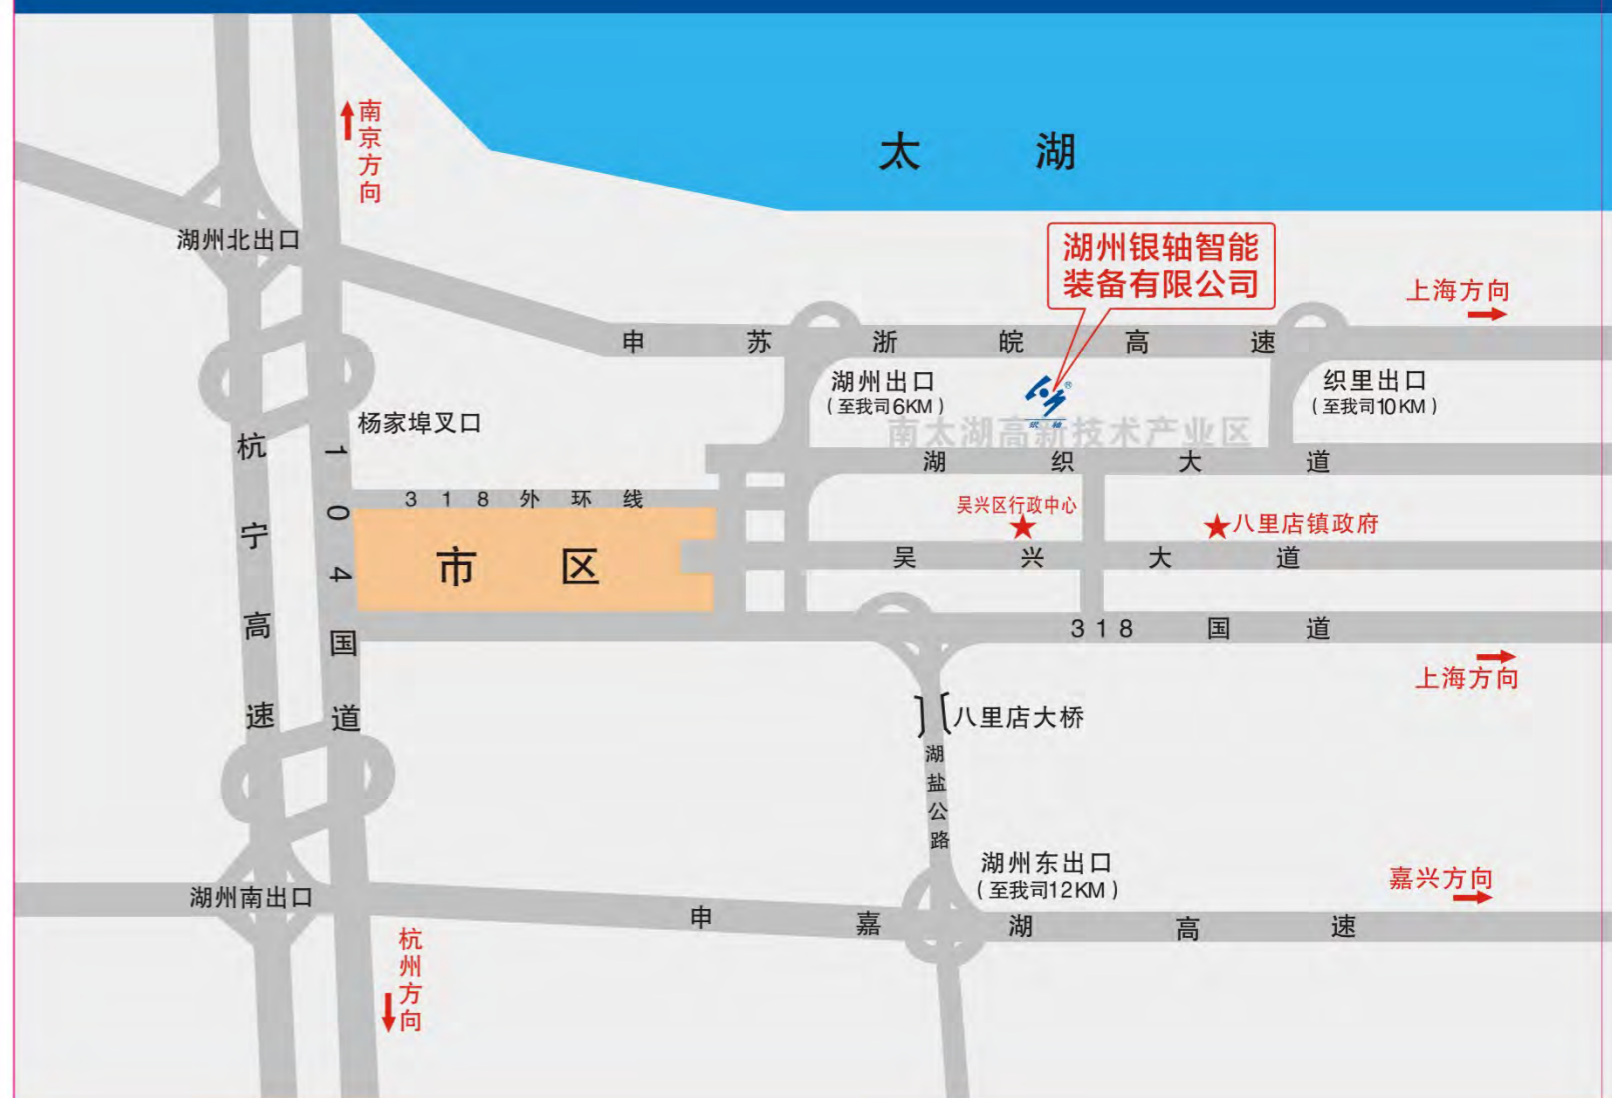 太湖
南京方向
湖州北出口
湖州银轴智能
装备有限公司
上海方向
申苏浙皖高速
湖州出口
(至我司6KM)
银轴
®
织里出口
(至我司10KM)
杨家埠叉口
南太湖高新技术产业区
湖织大道
杭宁高速
104国道
318外环线
吴兴区行政中心
八里店镇政府
市区
吴兴大道
318国道
上海方向
八里店大桥
湖盐公路
湖州东出口
(至我司12KM)
湖州南出口
嘉兴方向
申嘉湖高速
杭州方向